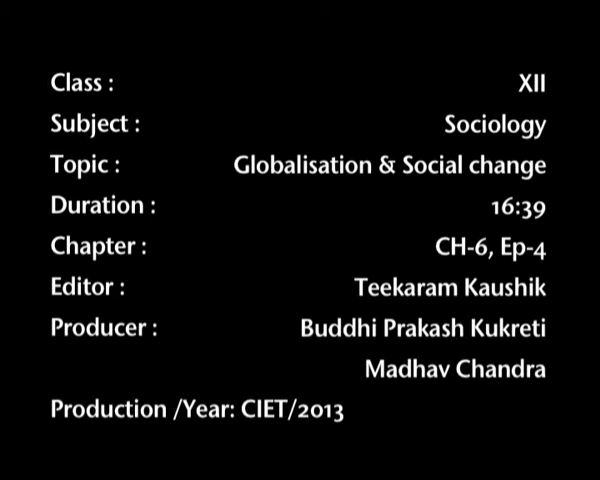 Class : XII
Subject : Sociology
Topic : Globalisation & Social change
Duration : 16:39
Chapter : CH-6, Ep-4
Editor : Teekaram Kaushik
Producer : Buddhi Prakash Kukreti
Madhav Chandra
Production /Year: CIET/2013